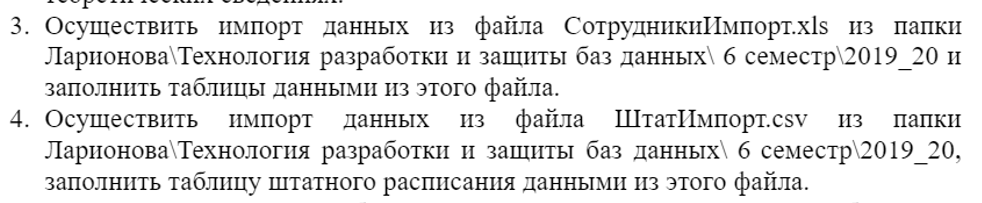 3. Осуществить импорт данных из файла СотрудникиИмпорт.xls из папки
Ларионова\Технология разработки и защиты баз данных\ 6 семестр\2019_20 и
заполнить таблицы данными из этого файла.
4. Осуществить импорт данных из файла ШтатИмпорт.csv из папки
Ларионова\Технология разработки и защиты баз данных\ 6 семестр\2019_20,
заполнить таблицу штатного расписания данными из этого файла.